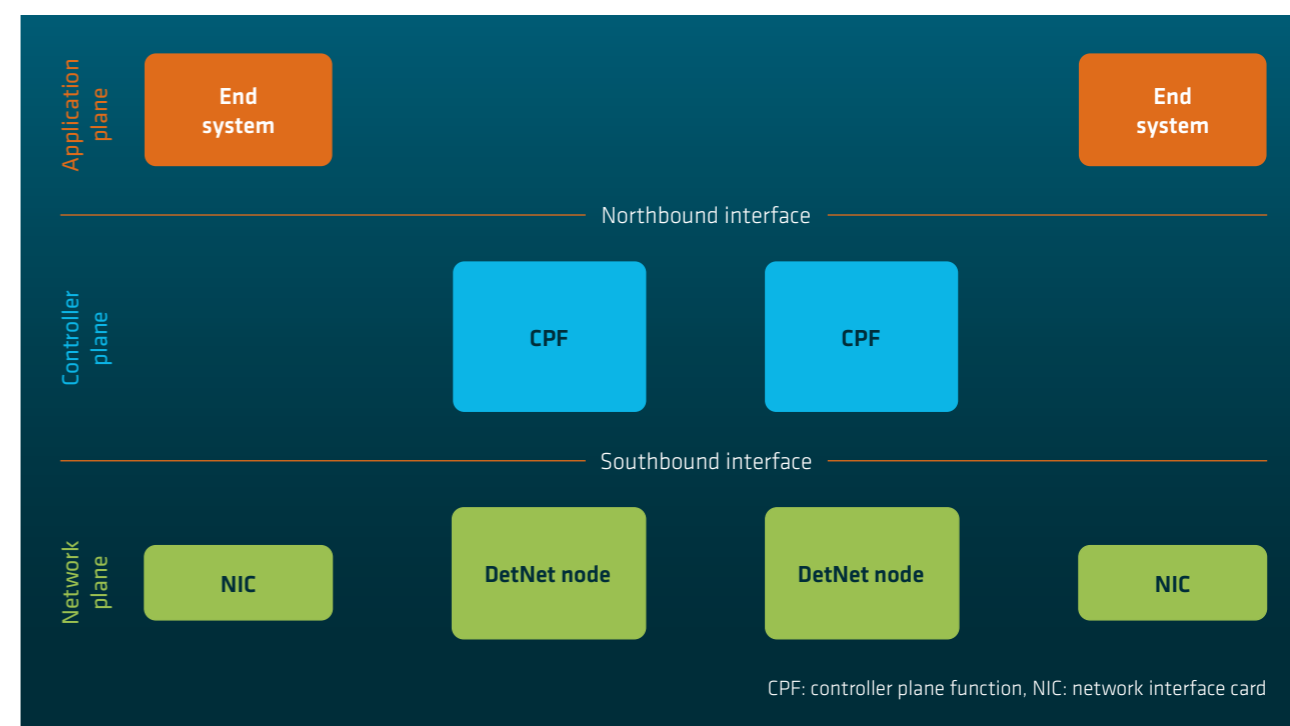 Application
plane
End
system
End
system
Northbound interface
Controller
plane
CPF
CPF
Southbound interface
Network
plane
NIC
DetNet node
DetNet node
NIC
CPF: controller plane function, NIC: network interface card